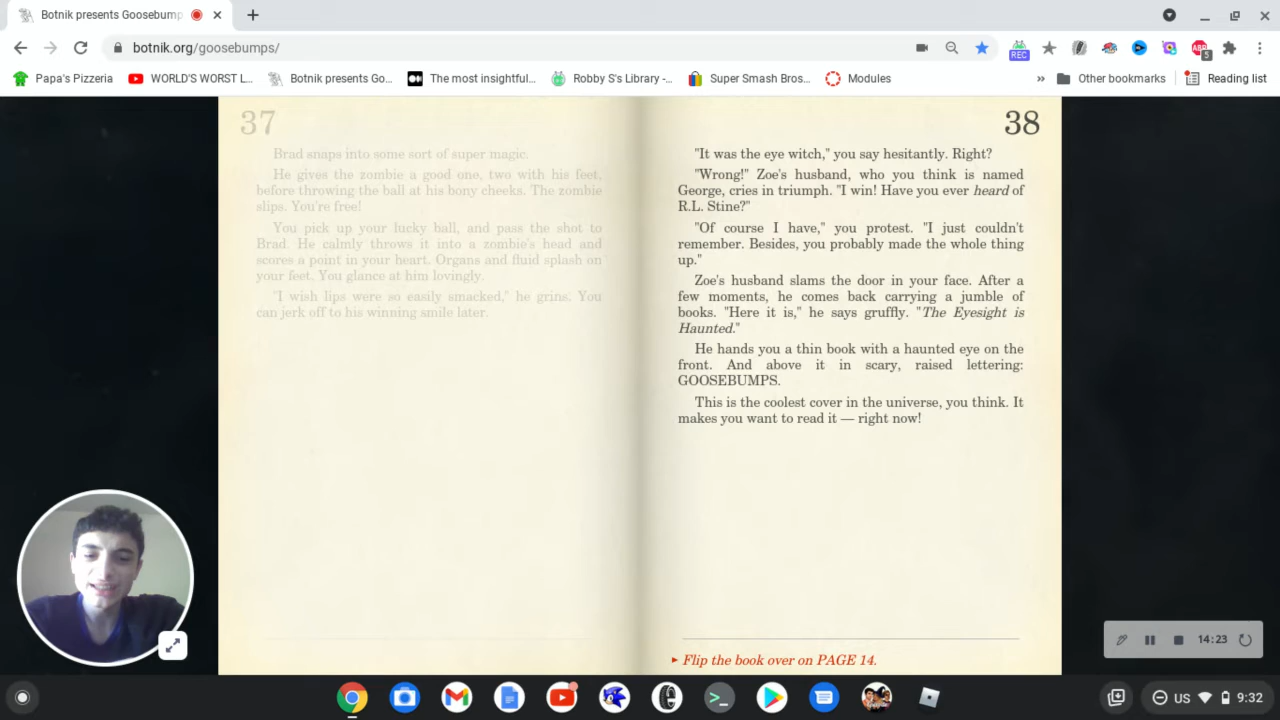 Botnik presents Goosebump
botnik.org/goosebumps/
REC
ABP
5
Papa's Pizzeria
WORLD'S WORST L...
Botnik presents Go...
The most insightful...
Robby S's Library -...
Super Smash Bros...
Modules
»
Other bookmarks
Reading list
37
Brad snaps into some sort of super magic.
He gives the zombie a good one, two with his feet,
before throwing the ball at his bony cheeks. The zombie
slips. You're free!
You pick up your lucky ball, and pass the shot to
Brad. He calmly throws it into a zombie's head and
scores a point in your heart. Organs and fluid splash on
your feet. You glance at him lovingly.
"I wish lips were so easily smacked," he grins. You
can jerk off to his winning smile later.
38
"It was the eye witch," you say hesitantly. Right?
"Wrong!" Zoe's husband, who you think is named
George, cries in triumph. "I win! Have you ever heard of
R.L. Stine?"
"Of course I have," you protest. "I just couldn't
remember. Besides, you probably made the whole thing
up."
Zoe's husband slams the door in your face. After a
few moments, he comes back carrying a jumble of
books. "Here it is," he says gruffly. "The Eyesight is
Haunted."
He hands you a thin book with a haunted eye on the
front. And above it in scary, raised lettering:
GOOSEBUMPS.
This is the coolest cover in the universe, you think. It
makes you want to read it — right now!
Flip the book over on PAGE 14.
14:23
US
9:32